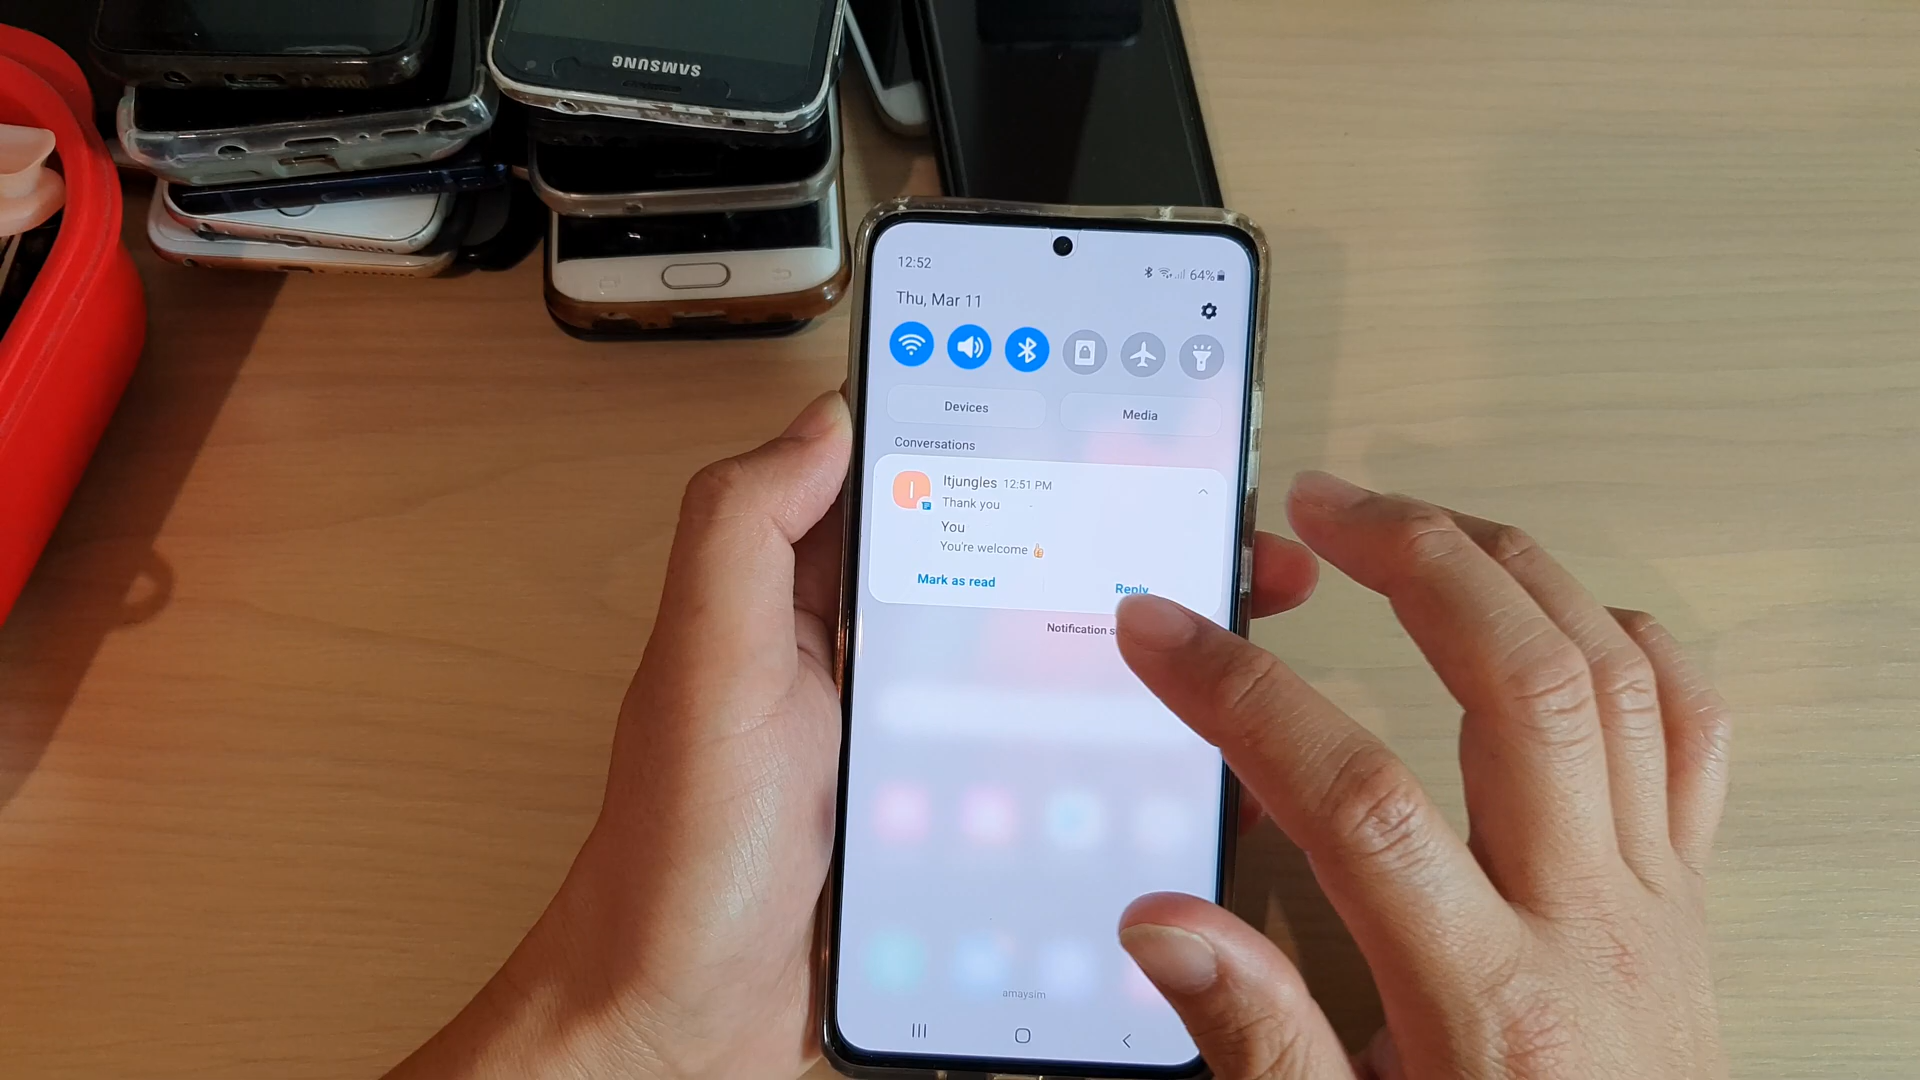 SAMSUNG
12:52
64%
Thu, Mar 11
Devices
Media
Conversations
Itjungles 12:51 PM
Thank you
You
You're welcome 👍
Mark as read
Reply
Notification
amaysim